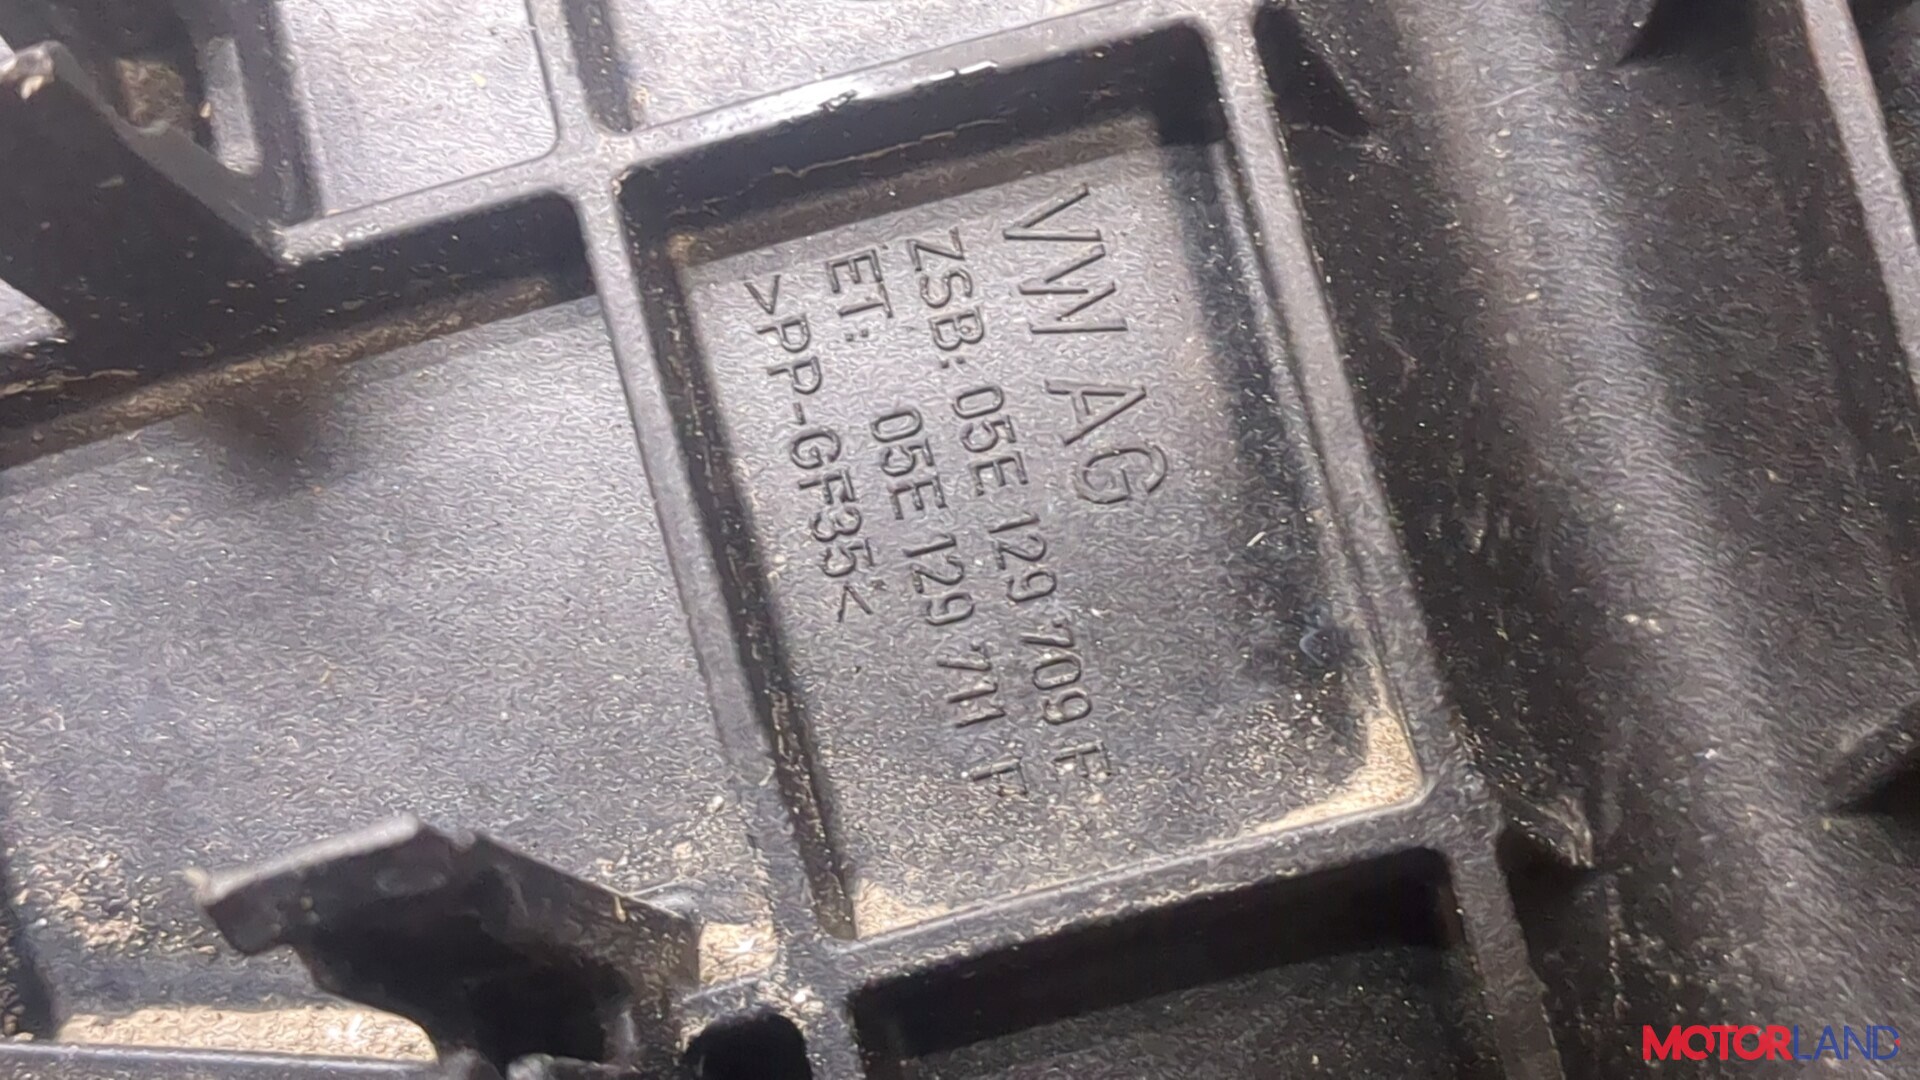 VW AG
ZSB: 05E 129 709 F
ET: 05E 129 711 F
>PP-GF35<
MOTORLAND